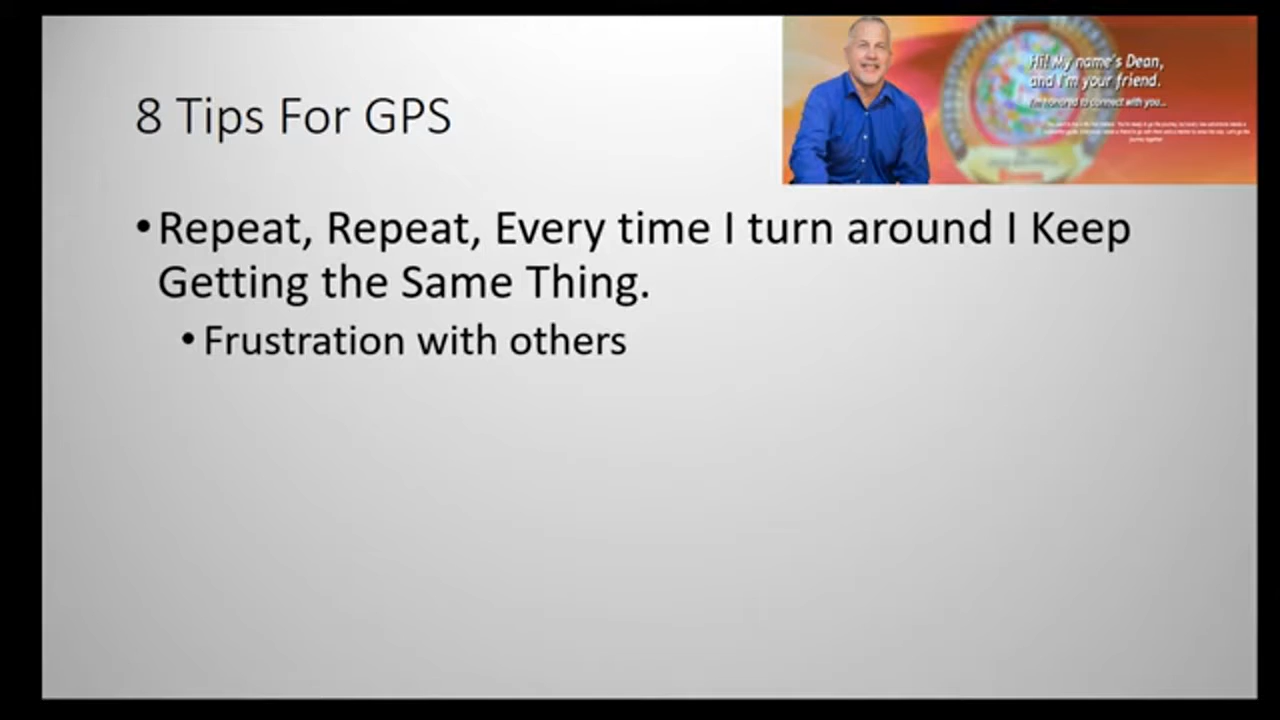 8 Tips For GPS
Hi! My name's Dean,
and I'm your friend.
I'm honored to connect with you...
•Repeat, Repeat, Every time I turn around I Keep
Getting the Same Thing.
•Frustration with others